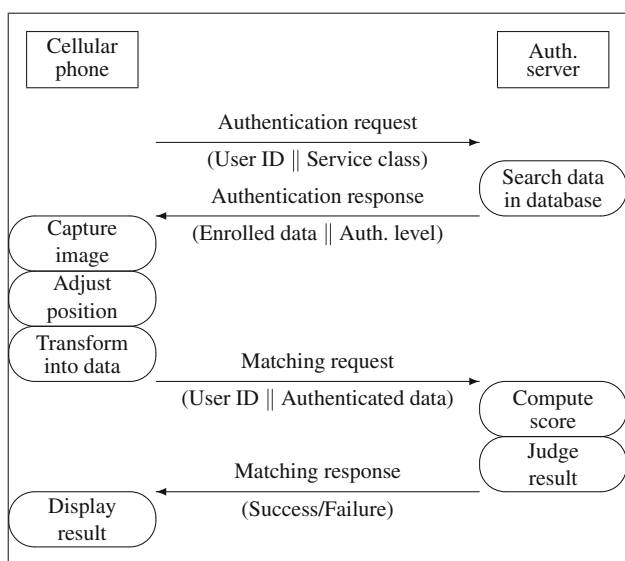 Cellular
phone
Auth.
server
Authentication request
(User ID ∥ Service class)
Search data
in database
Authentication response
(Enrolled data ∥ Auth. level)
Capture
image
Adjust
position
Transform
into data
Matching request
(User ID ∥ Authenticated data)
Compute
score
Judge
result
Matching response
(Success/Failure)
Display
result